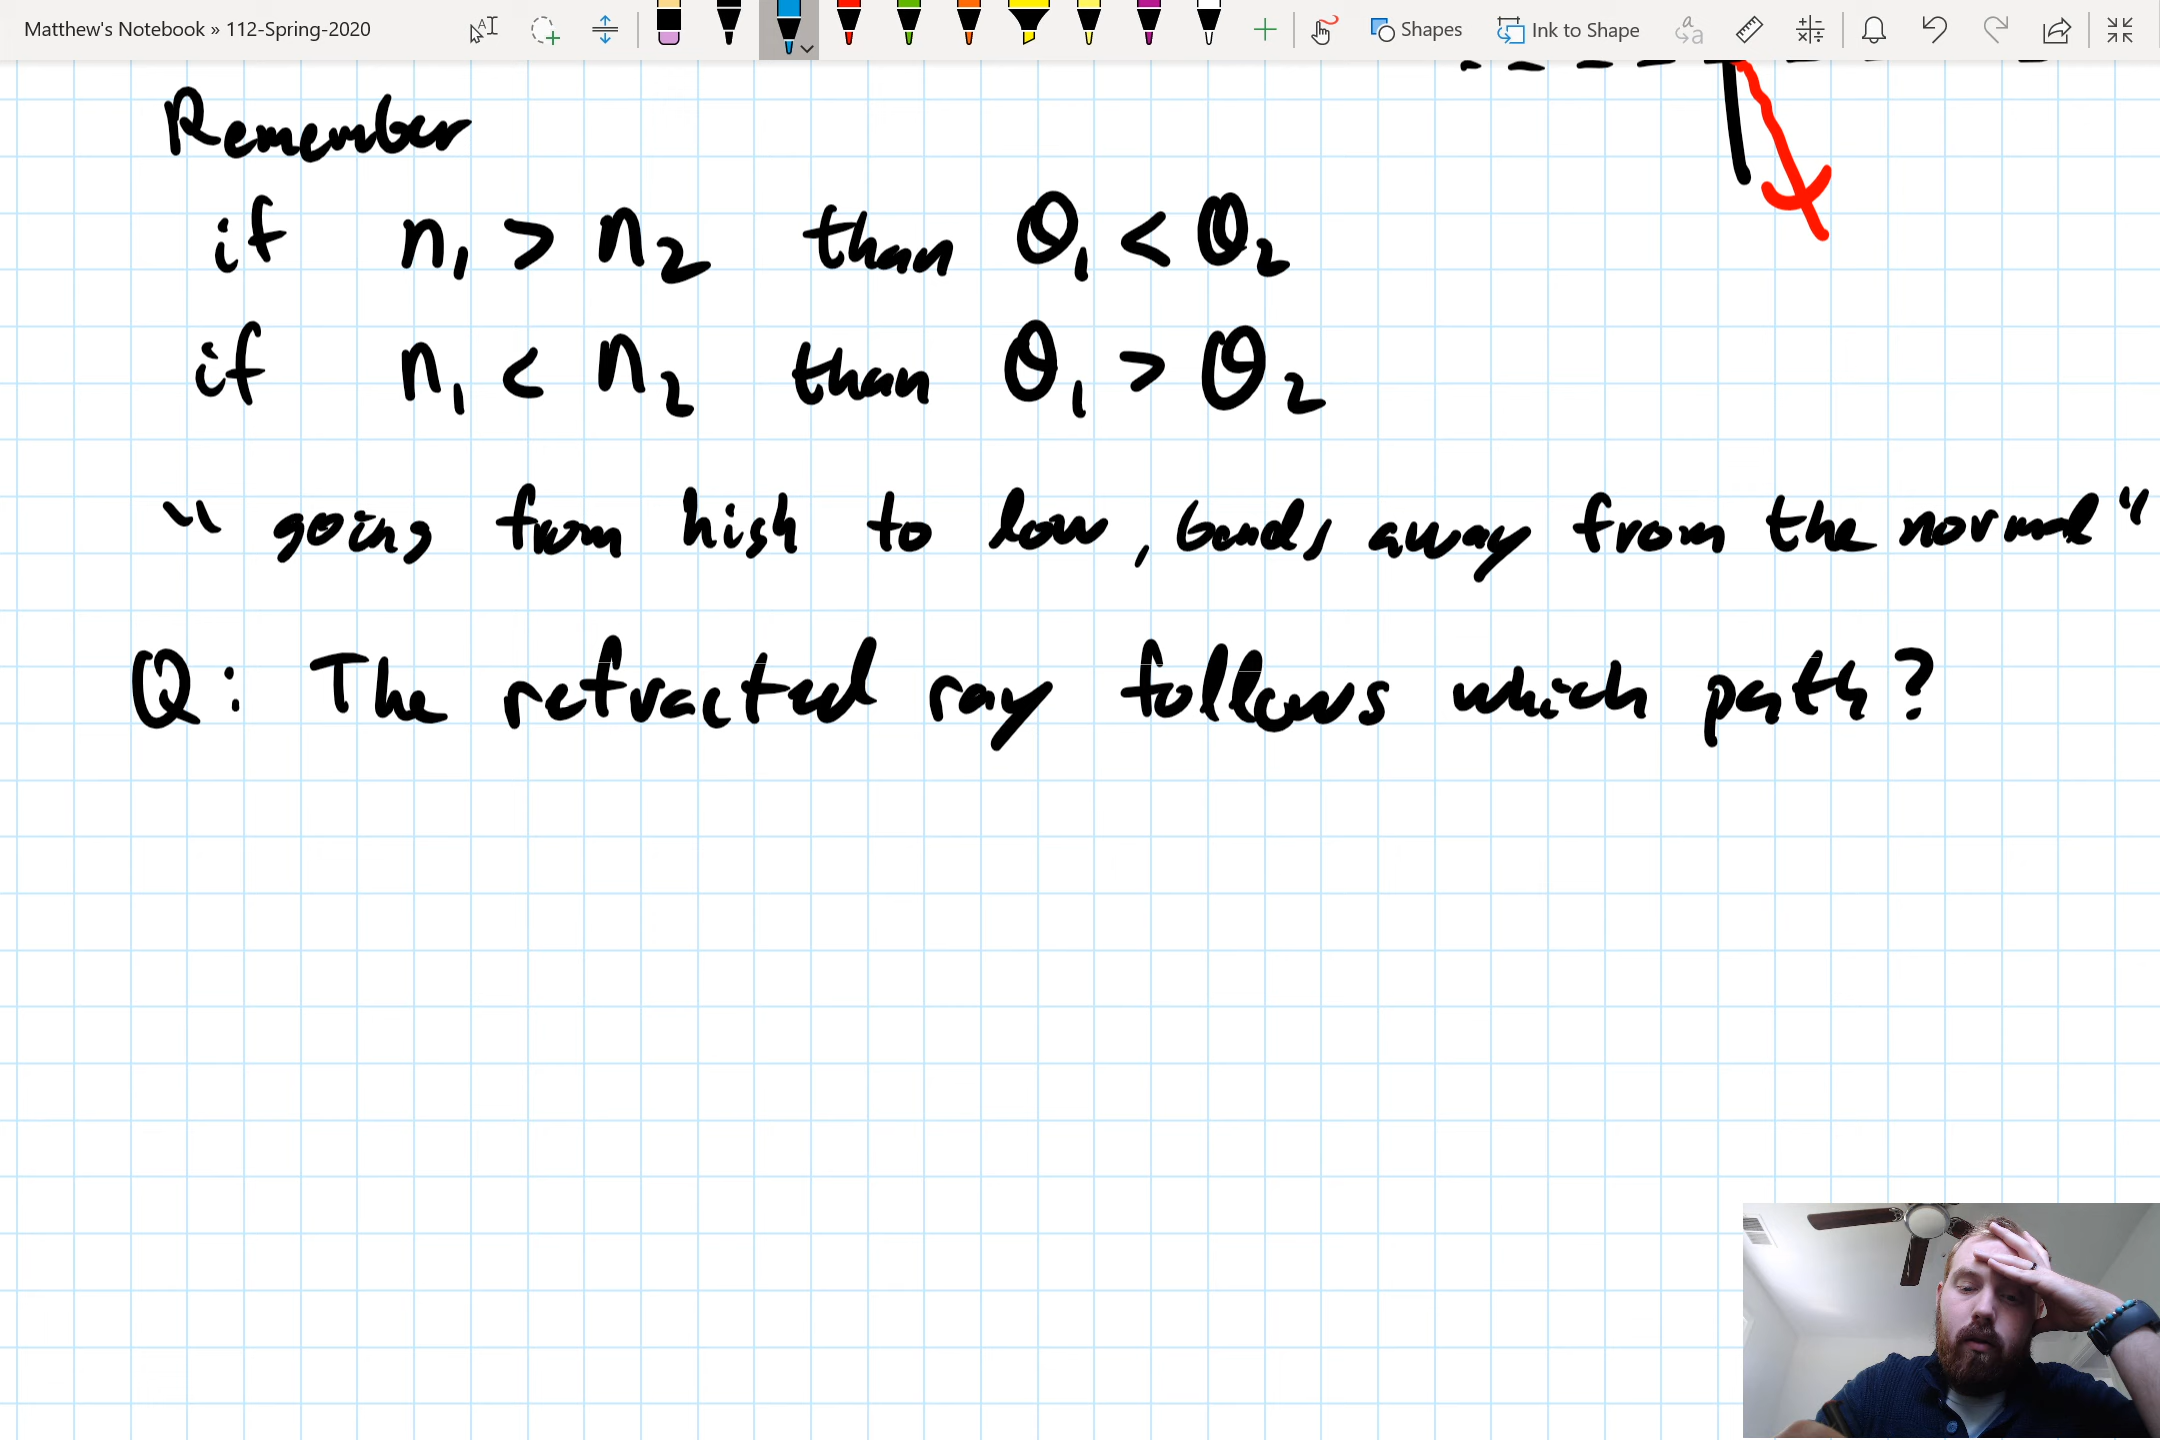 Matthew's Notebook » 112-Spring-2020
Shapes
Ink to Shape
Remember
if n₁ > n₂ than θ₁ < θ₂
if n₁ < n₂ than θ₁ > θ₂
"going from high to low, bends away from the normal"
Q: The refracted ray follows which path?